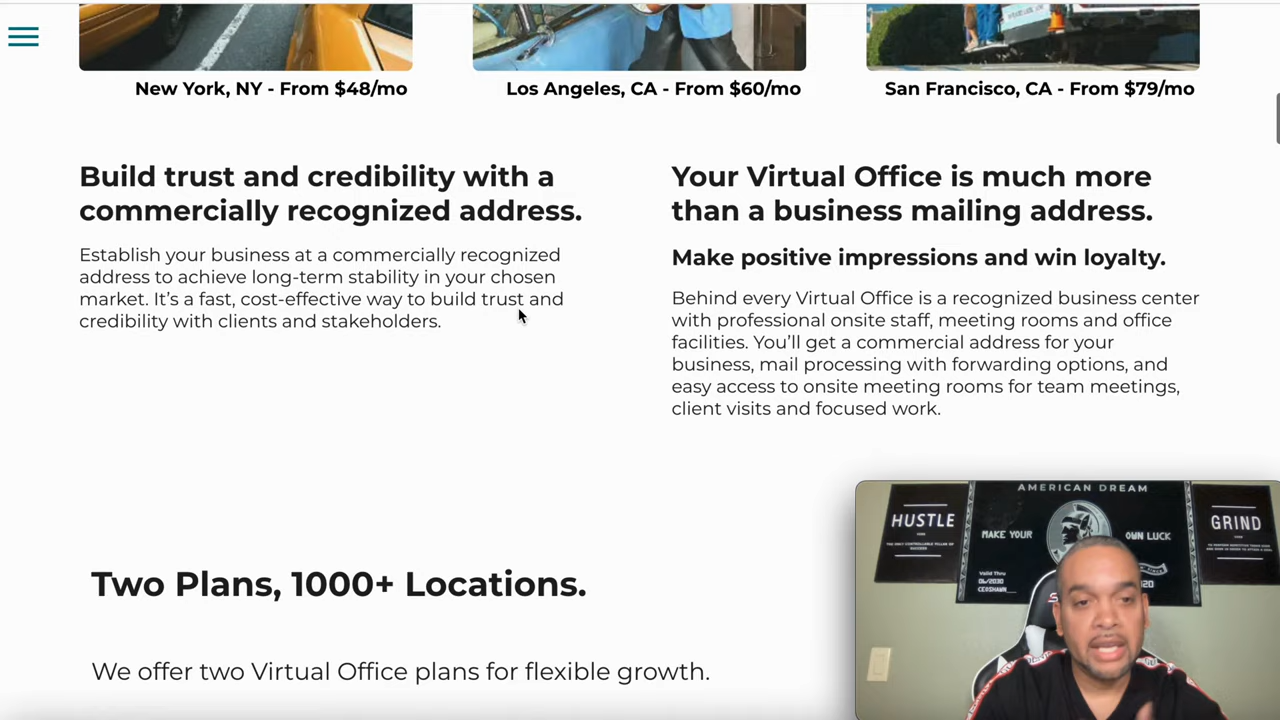 New York, NY - From $48/mo
Los Angeles, CA - From $60/mo
San Francisco, CA - From $79/mo
Build trust and credibility with a
commercially recognized address.
Establish your business at a commercially recognized
address to achieve long-term stability in your chosen
market. It’s a fast, cost-effective way to build trust and
credibility with clients and stakeholders.
Your Virtual Office is much more
than a business mailing address.
Make positive impressions and win loyalty.
Behind every Virtual Office is a recognized business center
with professional onsite staff, meeting rooms and office
facilities. You’ll get a commercial address for your
business, mail processing with forwarding options, and
easy access to onsite meeting rooms for team meetings,
client visits and focused work.
Two Plans, 1000+ Locations.
We offer two Virtual Office plans for flexible growth.
AMERICAN DREAM
HUSTLE
MAKE YOUR
OWN LUCK
GRIND
Valid Thru
06/2030
CEOSHAWN